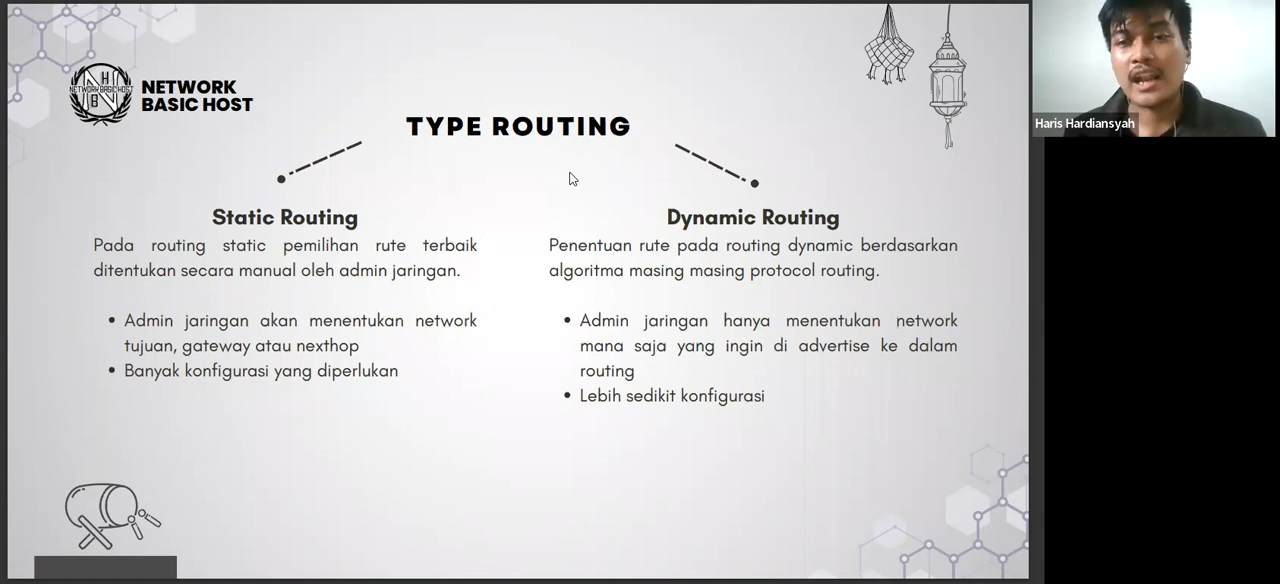 NETWORK BASIC HOST
N H B
NETWORK
BASIC HOST
TYPE ROUTING
Static Routing
Pada routing static pemilihan rute terbaik
ditentukan secara manual oleh admin jaringan.
• Admin jaringan akan menentukan network
tujuan, gateway atau nexthop
• Banyak konfigurasi yang diperlukan
Dynamic Routing
Penentuan rute pada routing dynamic berdasarkan
algoritma masing masing protocol routing.
• Admin jaringan hanya menentukan network
mana saja yang ingin di advertise ke dalam
routing
• Lebih sedikit konfigurasi
Haris Hardiansyah